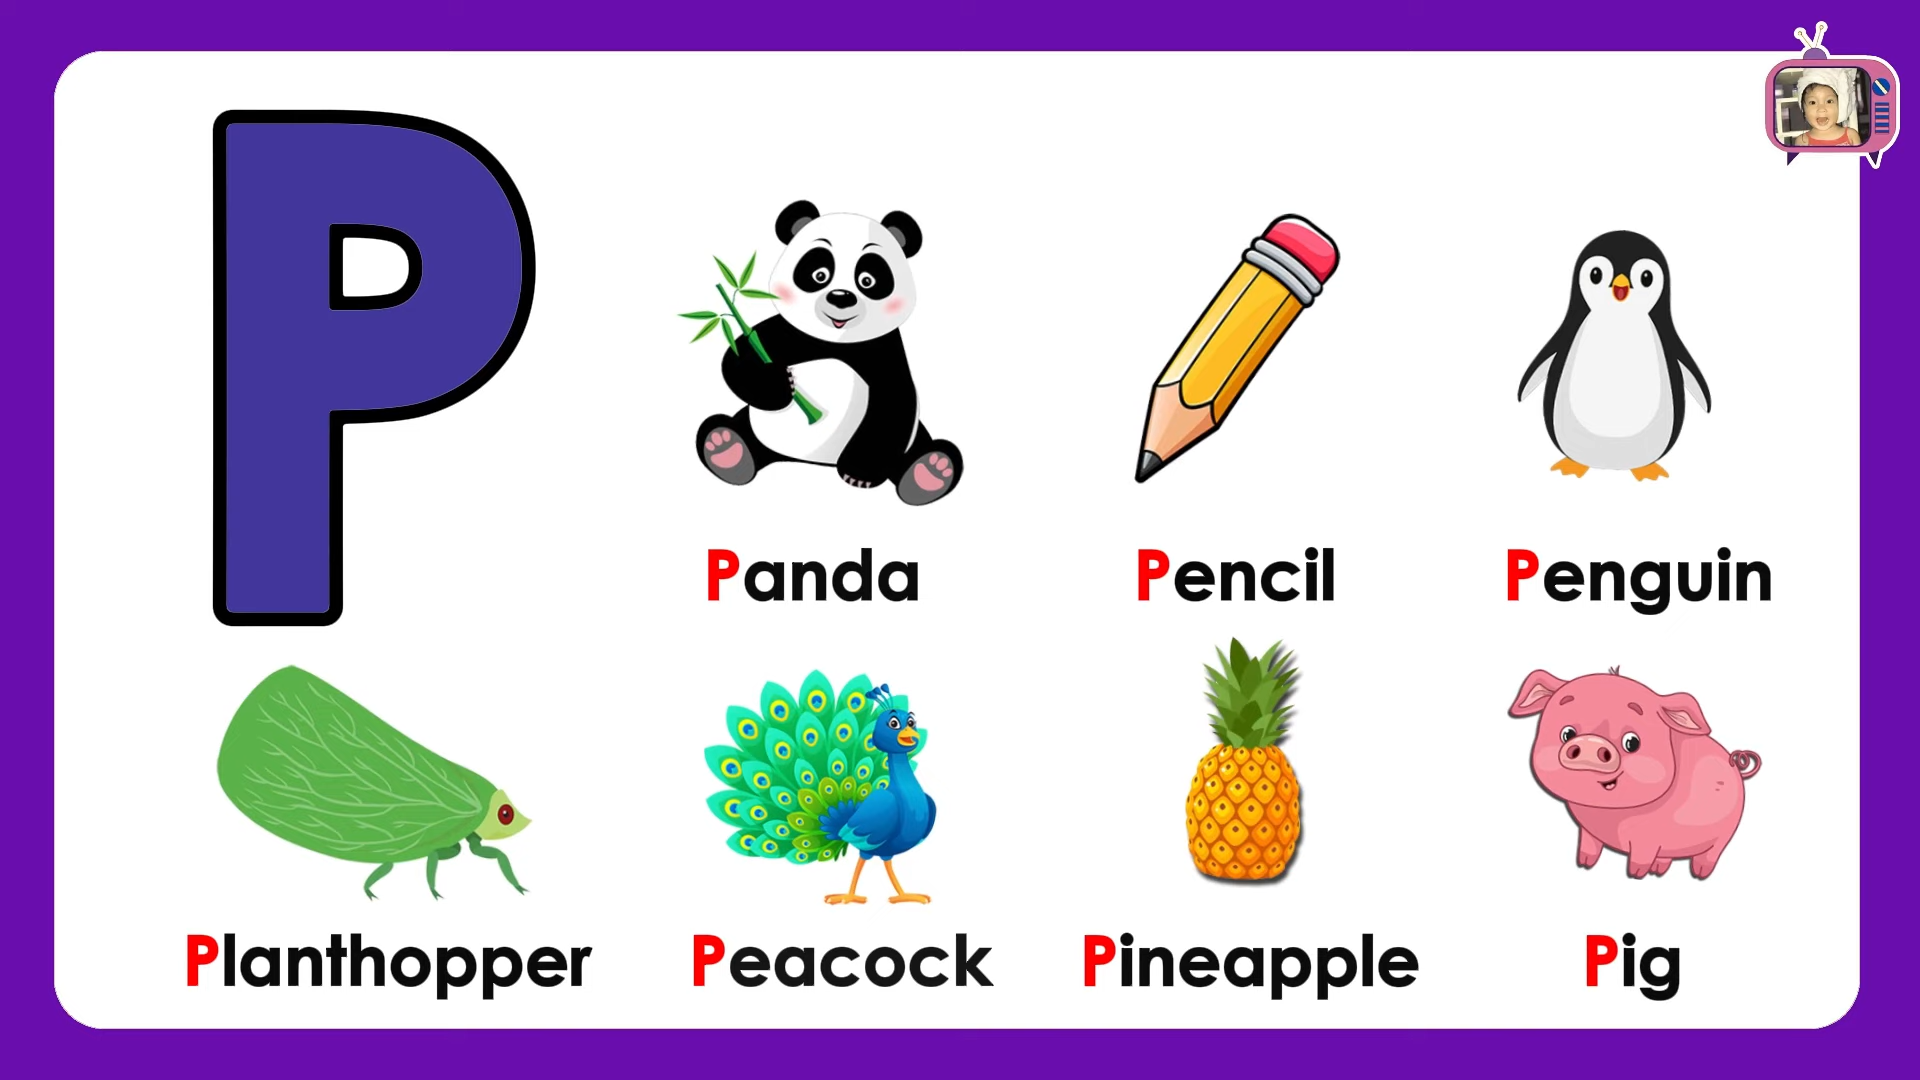 P
Panda
Pencil
Penguin
Planthopper
Peacock
Pineapple
Pig